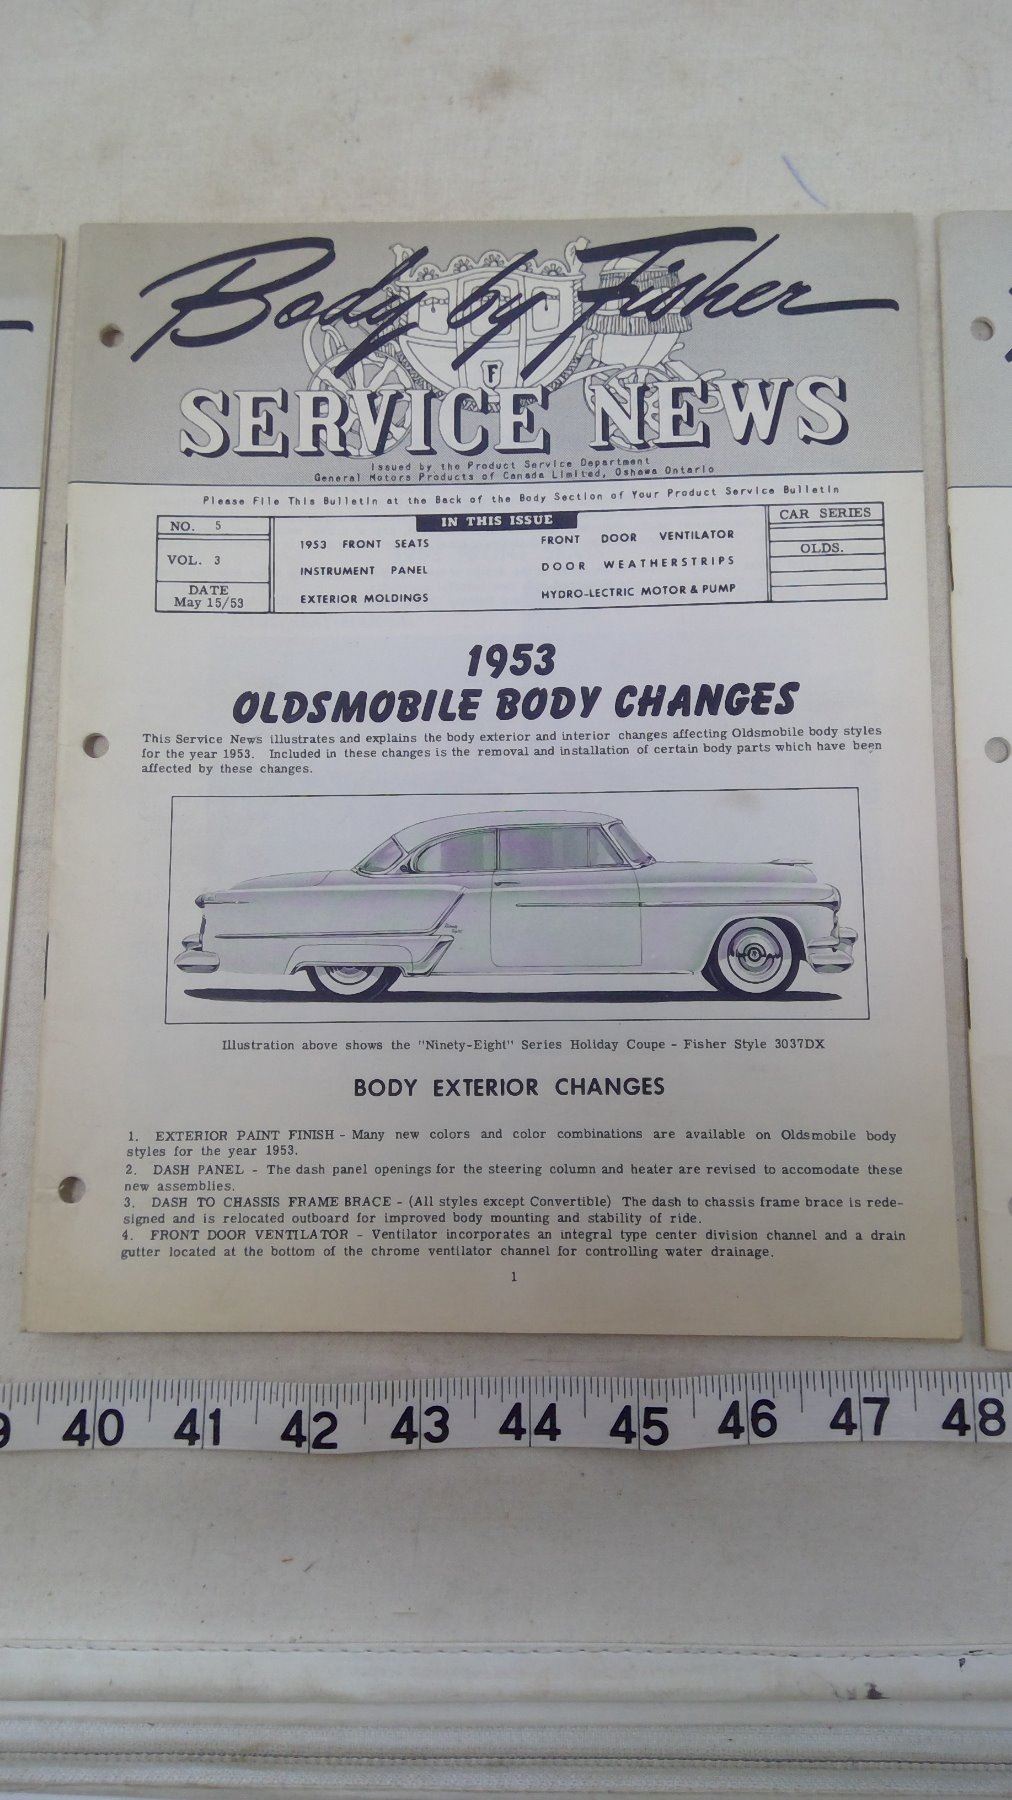 Body by Fisher
F
SERVICE NEWS
Issued by the Product Service Department
General Motors Products of Canada Limited, Oshawa Ontario
Please File This Bulletin at the Back of the Body Section of Your Product Service Bulletin
NO. 5
VOL. 3
DATE
May 15/53
IN THIS ISSUE
1953 FRONT SEATS
INSTRUMENT PANEL
EXTERIOR MOLDINGS
FRONT DOOR VENTILATOR
DOOR WEATHERSTRIPS
HYDRO-LECTRIC MOTOR & PUMP
CAR SERIES
OLDS.
1953
OLDSMOBILE BODY CHANGES
This Service News illustrates and explains the body exterior and interior changes affecting Oldsmobile body styles
for the year 1953. Included in these changes is the removal and installation of certain body parts which have been
affected by these changes.
Illustration above shows the "Ninety-Eight" Series Holiday Coupe - Fisher Style 3037DX
BODY EXTERIOR CHANGES
1. EXTERIOR PAINT FINISH - Many new colors and color combinations are available on Oldsmobile body
styles for the year 1953.
2. DASH PANEL - The dash panel openings for the steering column and heater are revised to accomodate these
new assemblies.
3. DASH TO CHASSIS FRAME BRACE - (All styles except Convertible) The dash to chassis frame brace is rede-
signed and is relocated outboard for improved body mounting and stability of ride.
4. FRONT DOOR VENTILATOR - Ventilator incorporates an integral type center division channel and a drain
gutter located at the bottom of the chrome ventilator channel for controlling water drainage.
1
9 40 41 42 43 44 45 46 47 48